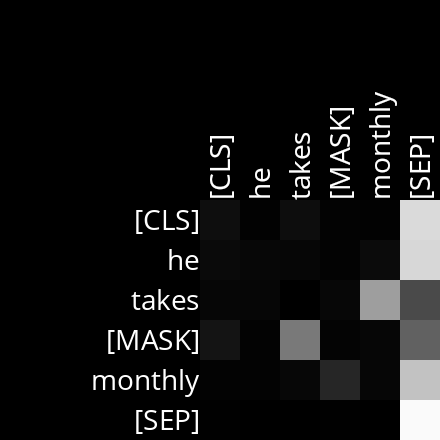 [CLS]
he
takes
[MASK]
monthly
[SEP]
[CLS]
he
takes
[MASK]
monthly
[SEP]